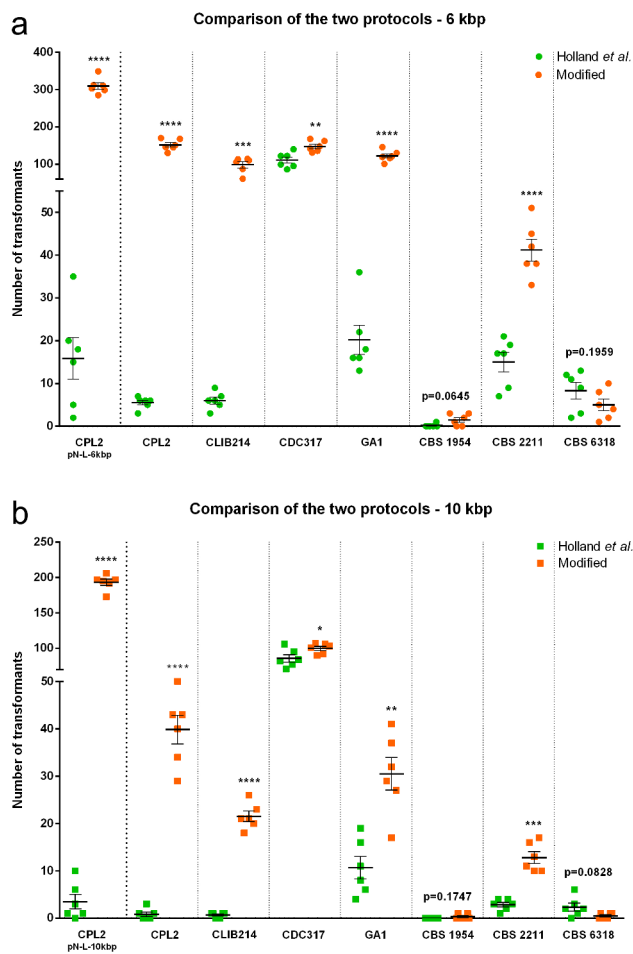 a
Comparison of the two protocols - 6 kbp
Number of transformants
400
300
200
100
50
40
30
20
10
0
Holland et al.
Modified
****
****
***
**
****
p=0.0645
****
p=0.1959
CPL2
pN-L-6kbp
CPL2
CLIB214
CDC317
GA1
CBS 1954
CBS 2211
CBS 6318
b
Comparison of the two protocols - 10 kbp
Number of transformants
250
200
150
100
50
40
30
20
10
0
Holland et al.
Modified
****
****
****
*
**
p=0.1747
***
p=0.0828
CPL2
pN-L-10kbp
CPL2
CLIB214
CDC317
GA1
CBS 1954
CBS 2211
CBS 6318